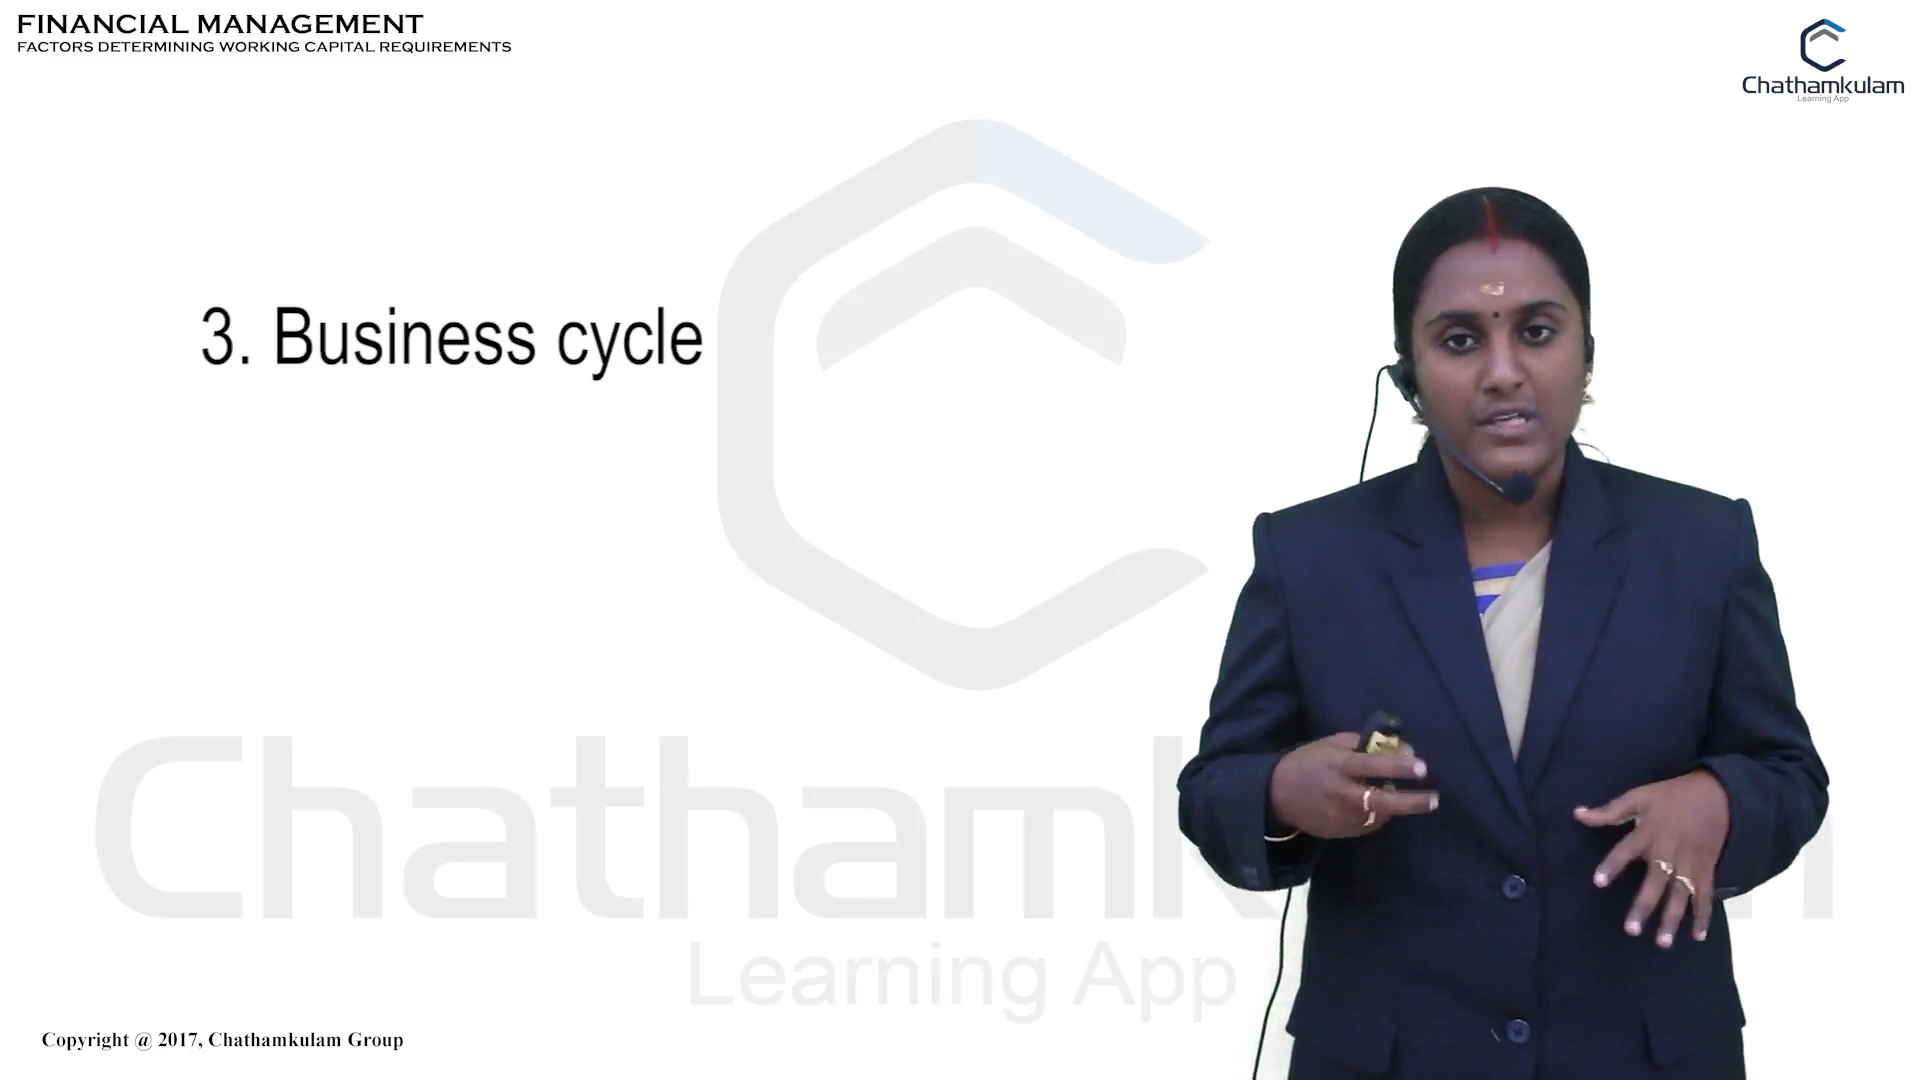 FINANCIAL MANAGEMENT
FACTORS DETERMINING WORKING CAPITAL REQUIREMENTS
Chathamkulam
Learning App
3. Business cycle
Chathamkulam
Learning App
Copyright @ 2017, Chathamkulam Group